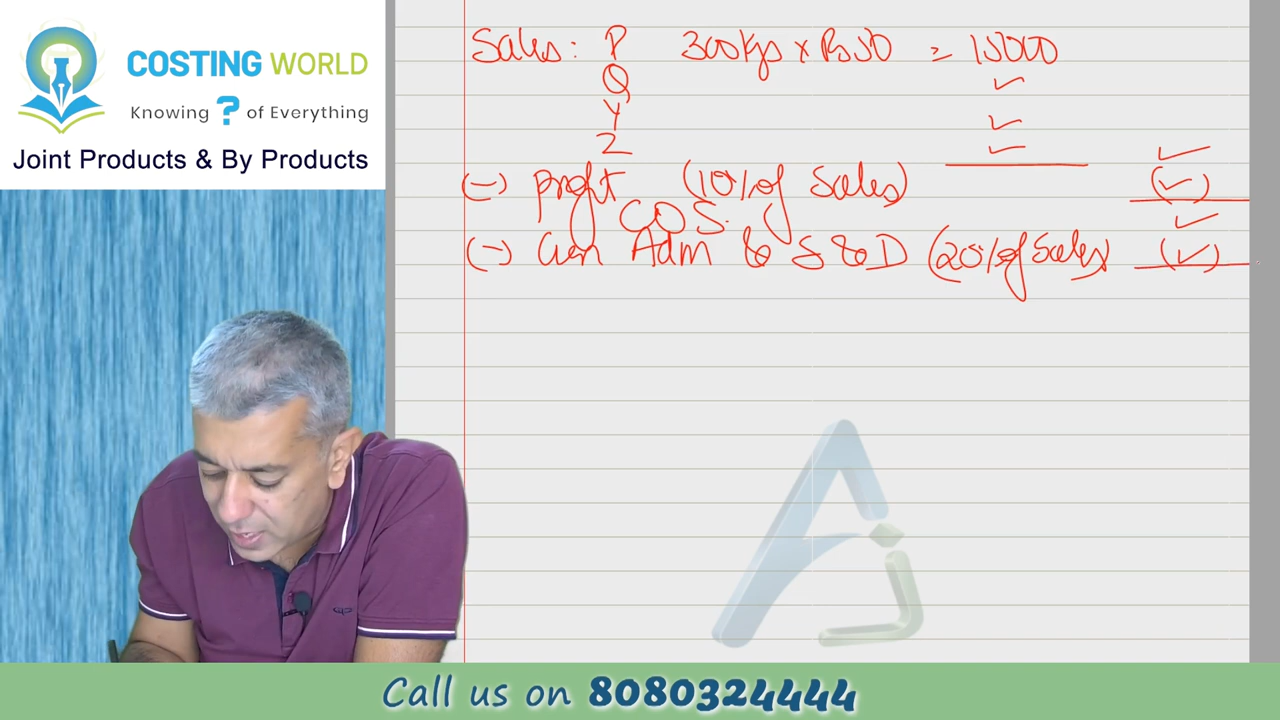 COSTING WORLD
Knowing ? of Everything
Joint Products & By Products
Sales: P 300kgs × Rs50 = 15000
Q ✓
Y ✓
Z ✓ ✓
(-) profit (10% of Sales) (✓)
COS. ✓
(-) Gen Adm & S&D (20% of Sales) (✓)
Call us on 8080324444